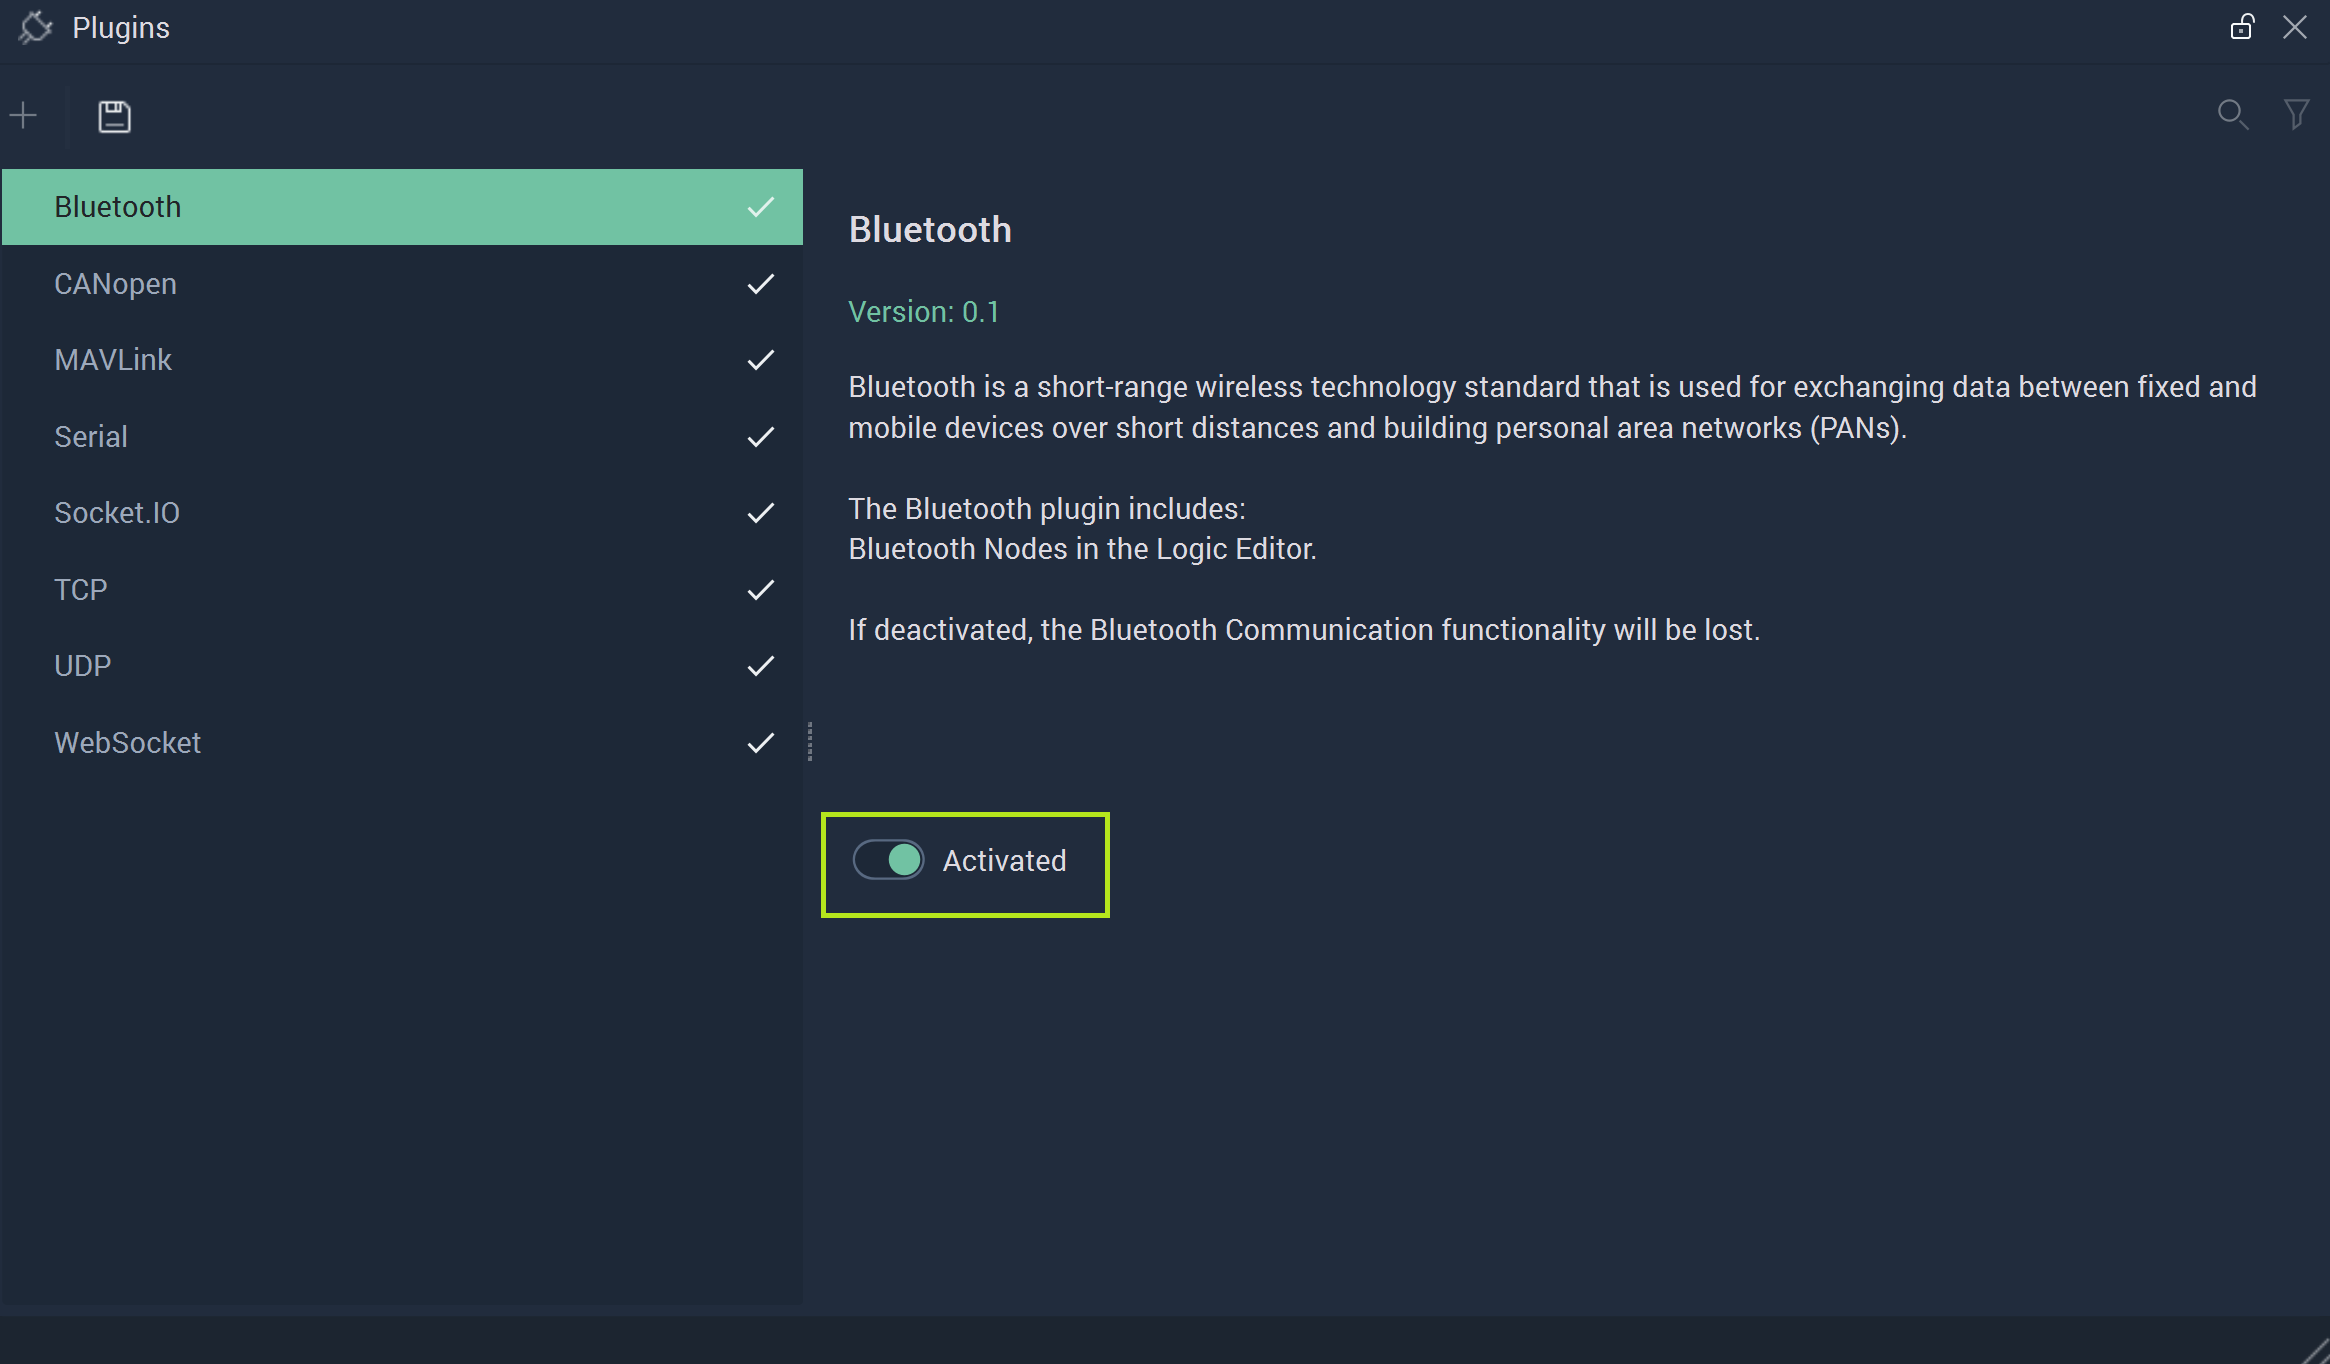 Plugins
Bluetooth
CANopen
MAVLink
Serial
Socket.IO
TCP
UDP
WebSocket
Bluetooth
Version: 0.1
Bluetooth is a short-range wireless technology standard that is used for exchanging data between fixed and
mobile devices over short distances and building personal area networks (PANs).
The Bluetooth plugin includes:
Bluetooth Nodes in the Logic Editor.
If deactivated, the Bluetooth Communication functionality will be lost.
Activated